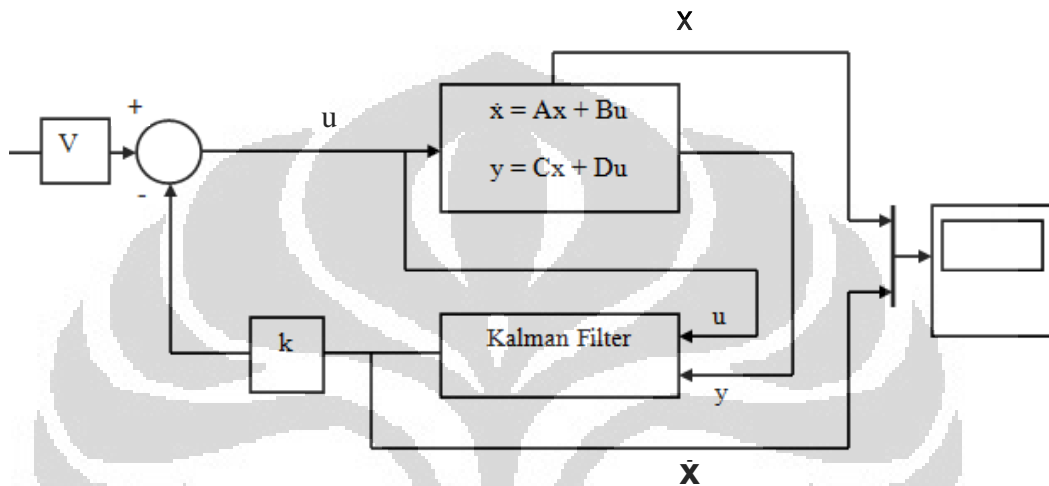 X
+
V
u
ẋ = Ax + Bu
y = Cx + Du
-
u
k
Kalman Filter
y
x̄